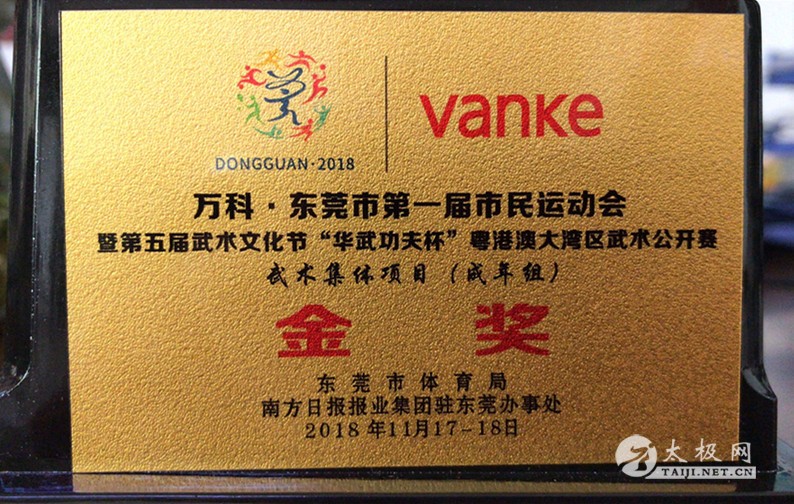 DONGGUAN·2018
vanke
万科·东莞市第一届市民运动会
暨第五届武术文化节“华武功夫杯”粤港澳大湾区武术公开赛
武术集体项目（成年组）
金 奖
东莞市体育局
南方日报报业集团驻东莞办事处
2018年11月17-18日
太极网
TAIJI.NET.CN